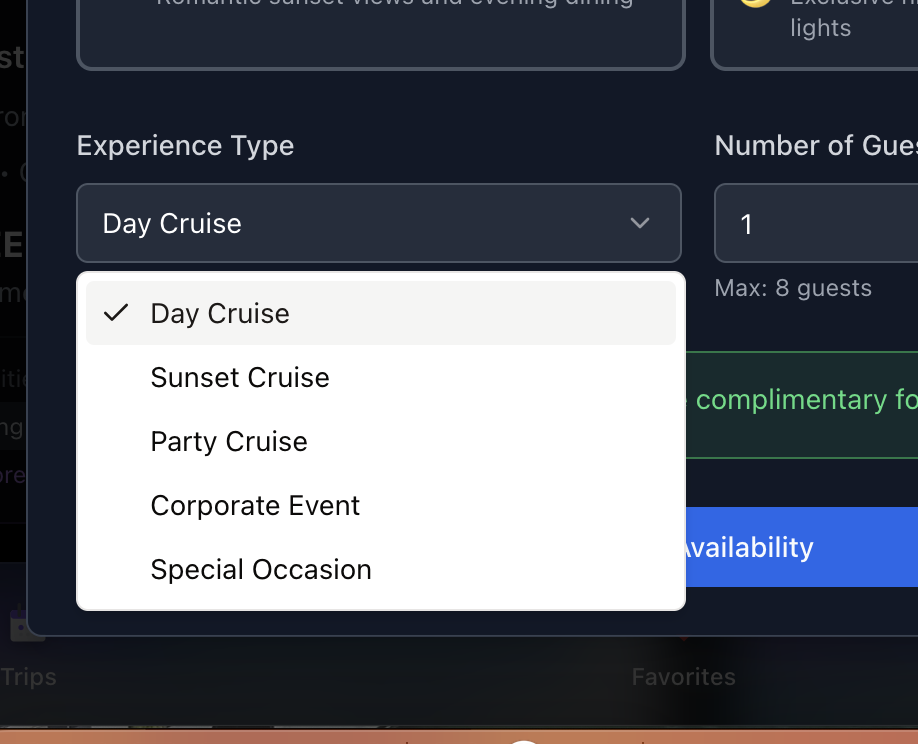 Romantic sunset views and evening dining
lights
Experience Type
Number of Gues
Day Cruise
1
Max: 8 guests
Day Cruise
Sunset Cruise
Party Cruise
Corporate Event
Special Occasion
complimentary fo
Availability
Trips
Favorites